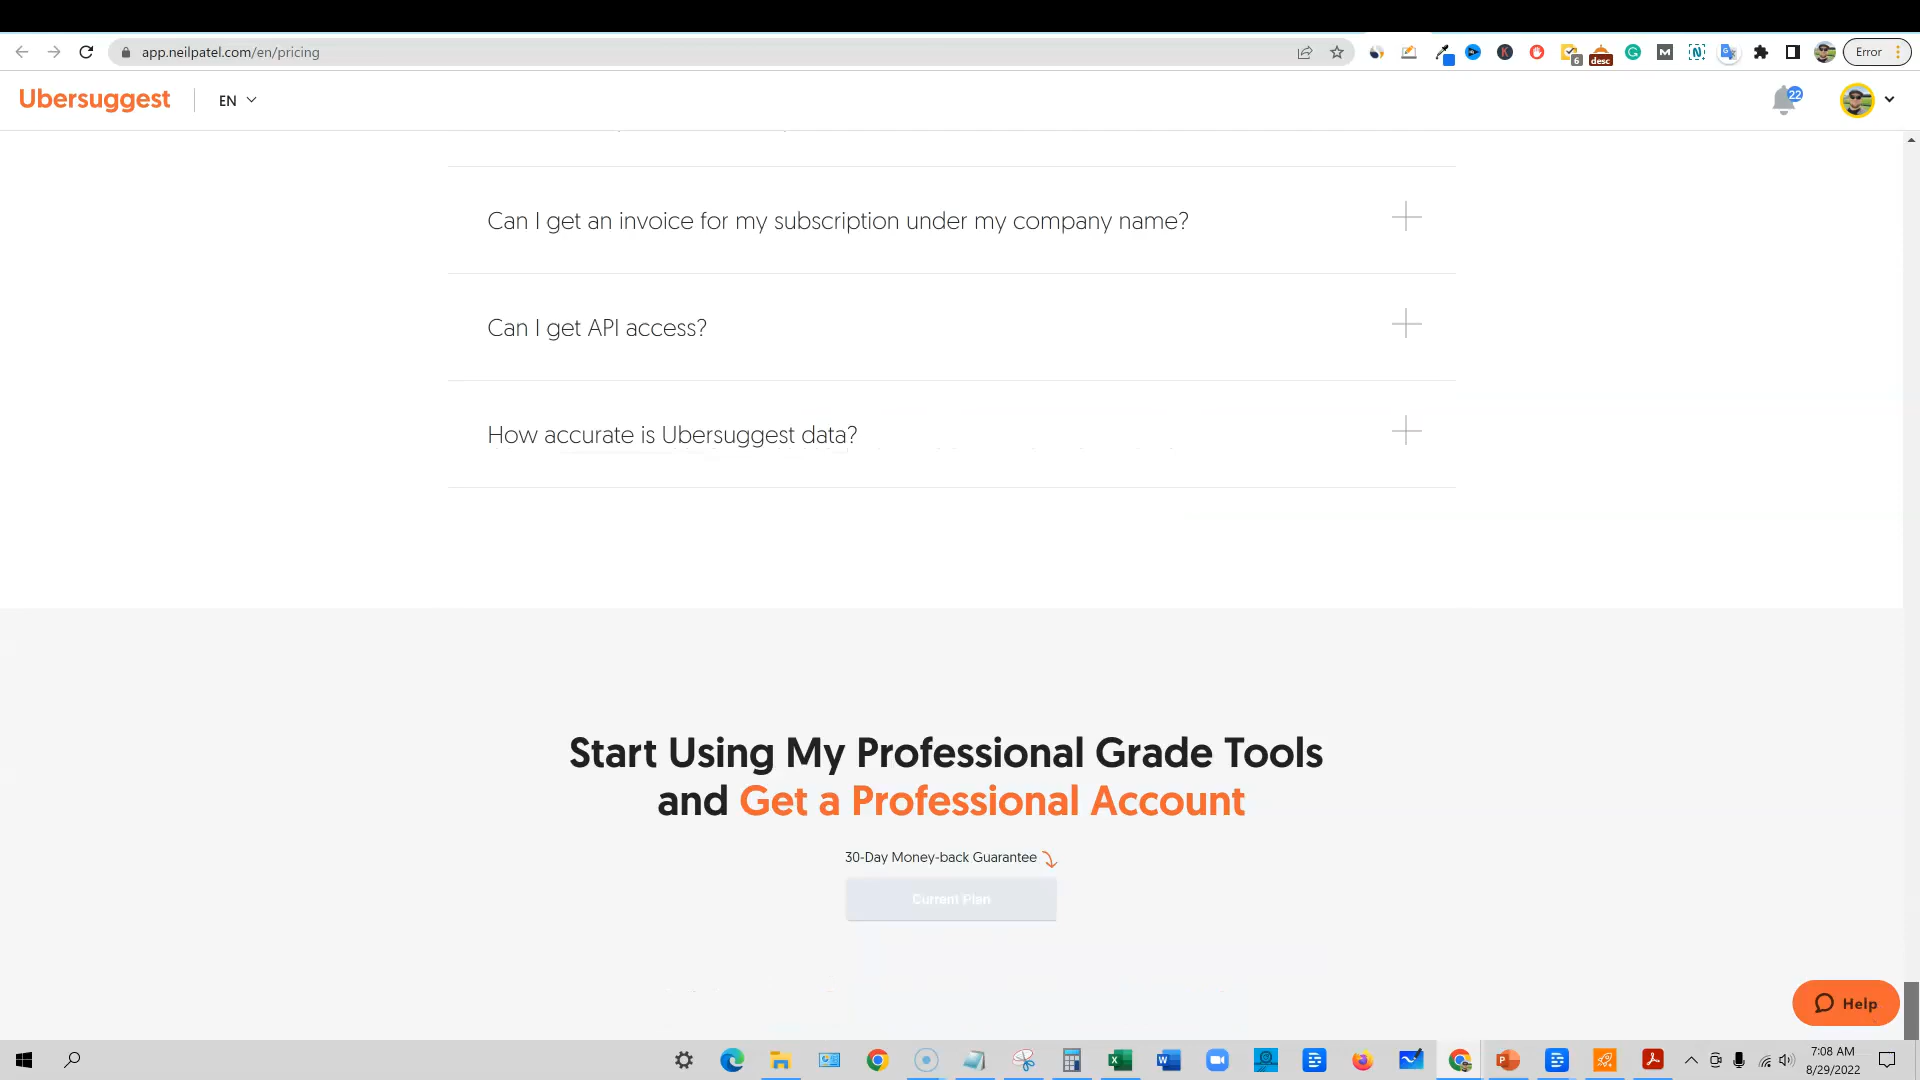 app.neilpatel.com/en/pricing
6
desc
Error
Ubersuggest
EN
22
Can I get an invoice for my subscription under my company name?
Can I get API access?
How accurate is Ubersuggest data?
Start Using My Professional Grade Tools
and Get a Professional Account
30-Day Money-back Guarantee
Current Plan
Help
7:08 AM
8/29/2022